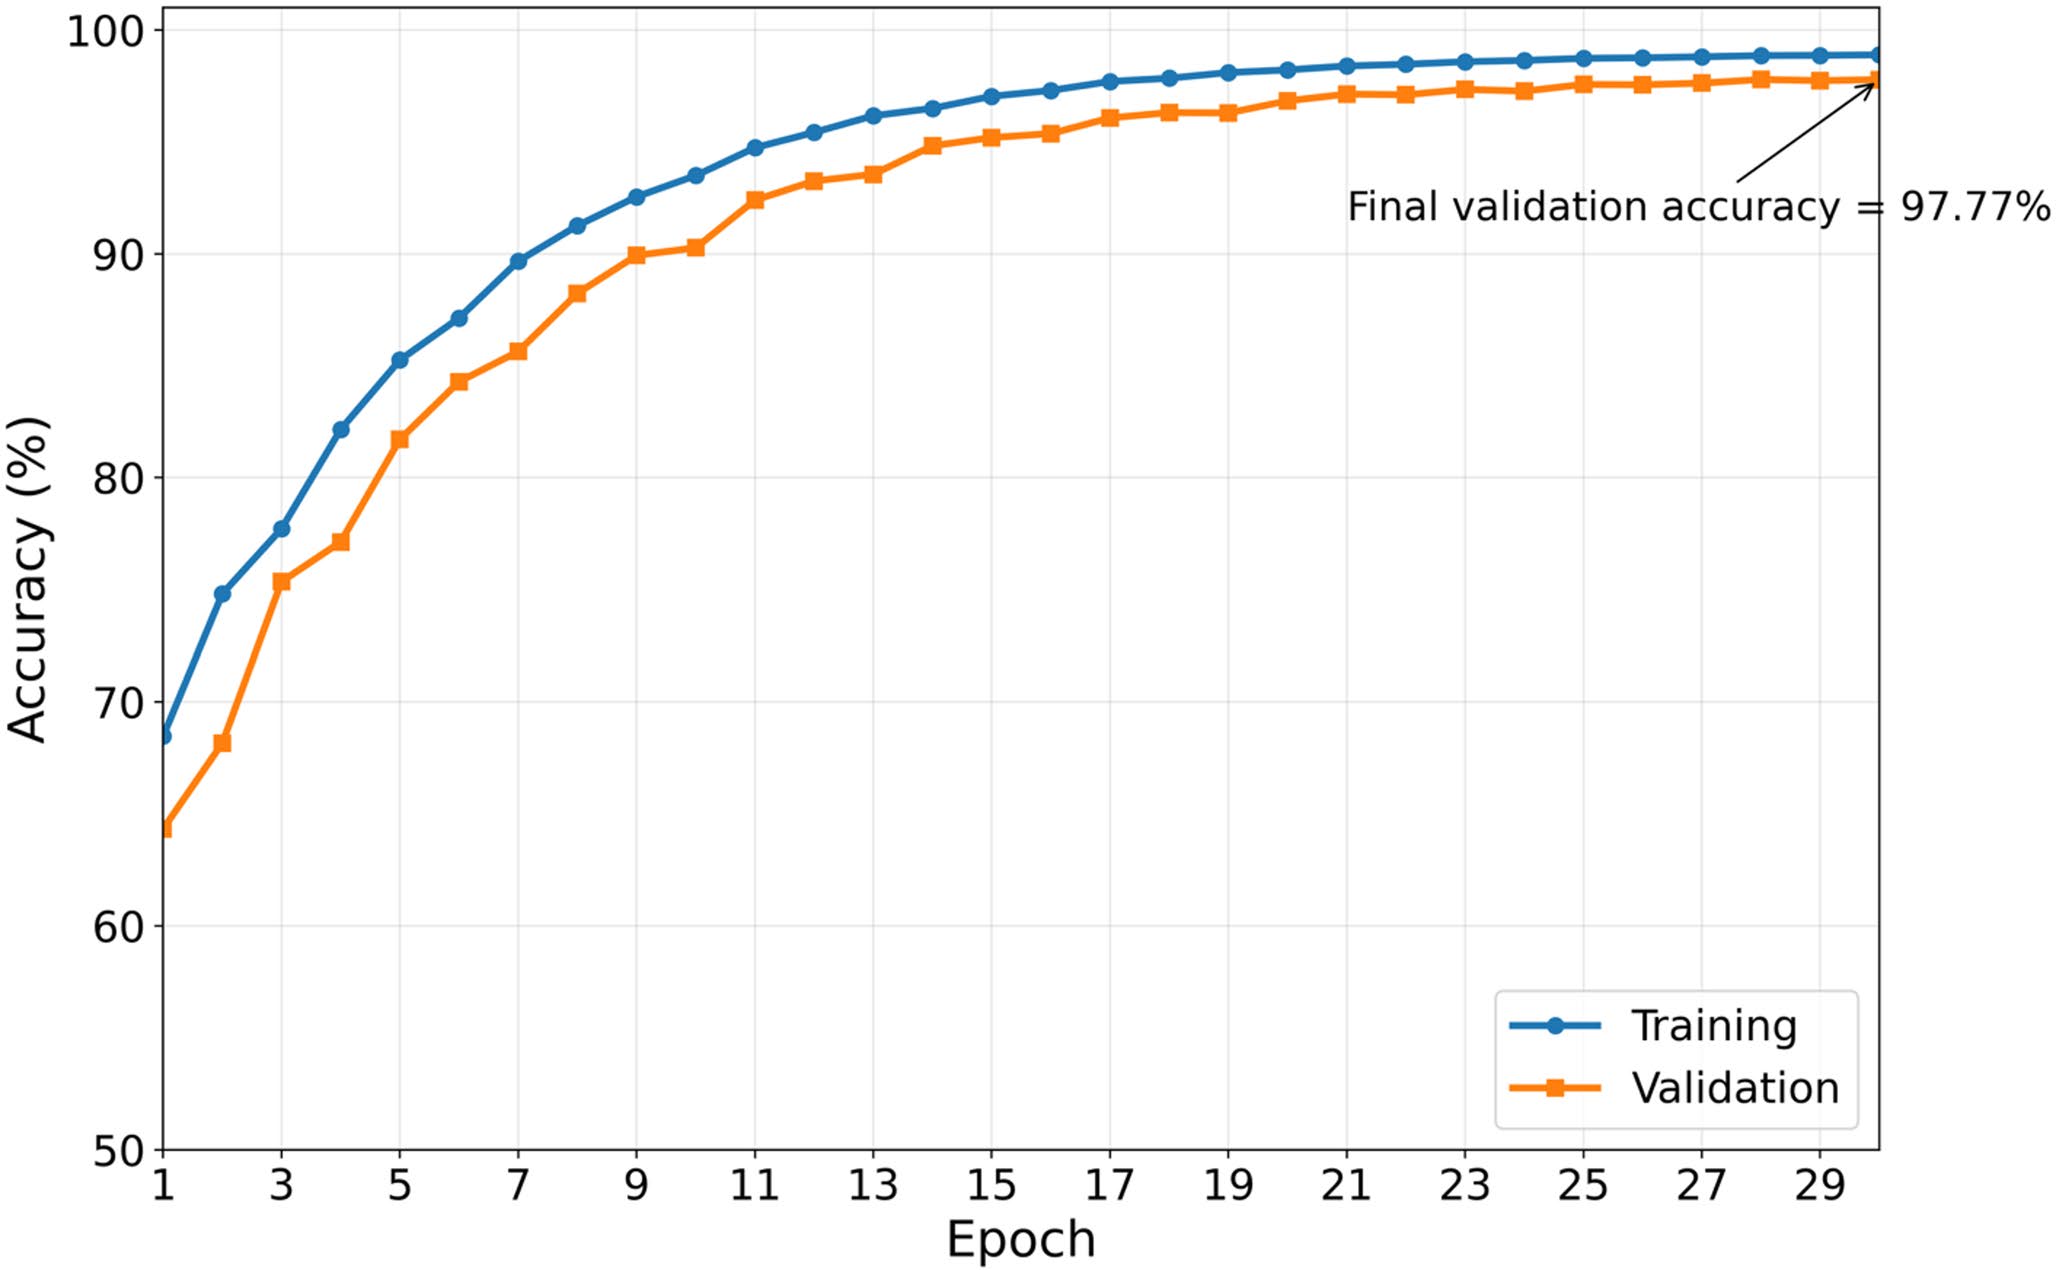 100
90
80
70
60
50
Accuracy (%)
Final validation accuracy = 97.77%
Training
Validation
1 3 5 7 9 11 13 15 17 19 21 23 25 27 29
Epoch